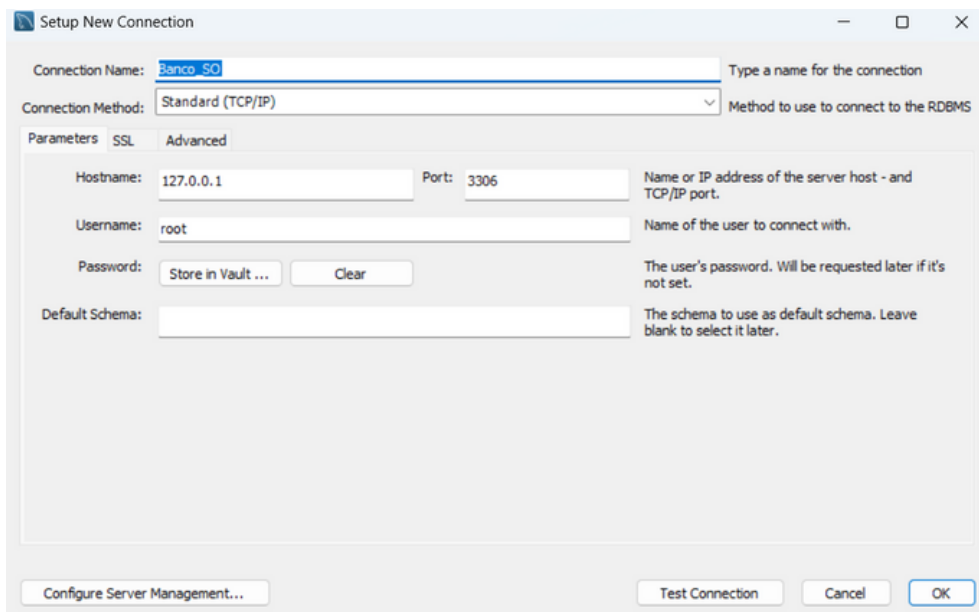 Setup New Connection
Connection Name: Banco_SO Type a name for the connection
Connection Method: Standard (TCP/IP) Method to use to connect to the RDBMS
Parameters SSL Advanced
Hostname: 127.0.0.1 Port: 3306 Name or IP address of the server host - and
TCP/IP port.
Username: root Name of the user to connect with.
Password: Store in Vault ... Clear The user's password. Will be requested later if it's
not set.
Default Schema: The schema to use as default schema. Leave
blank to select it later.
Configure Server Management... Test Connection Cancel OK